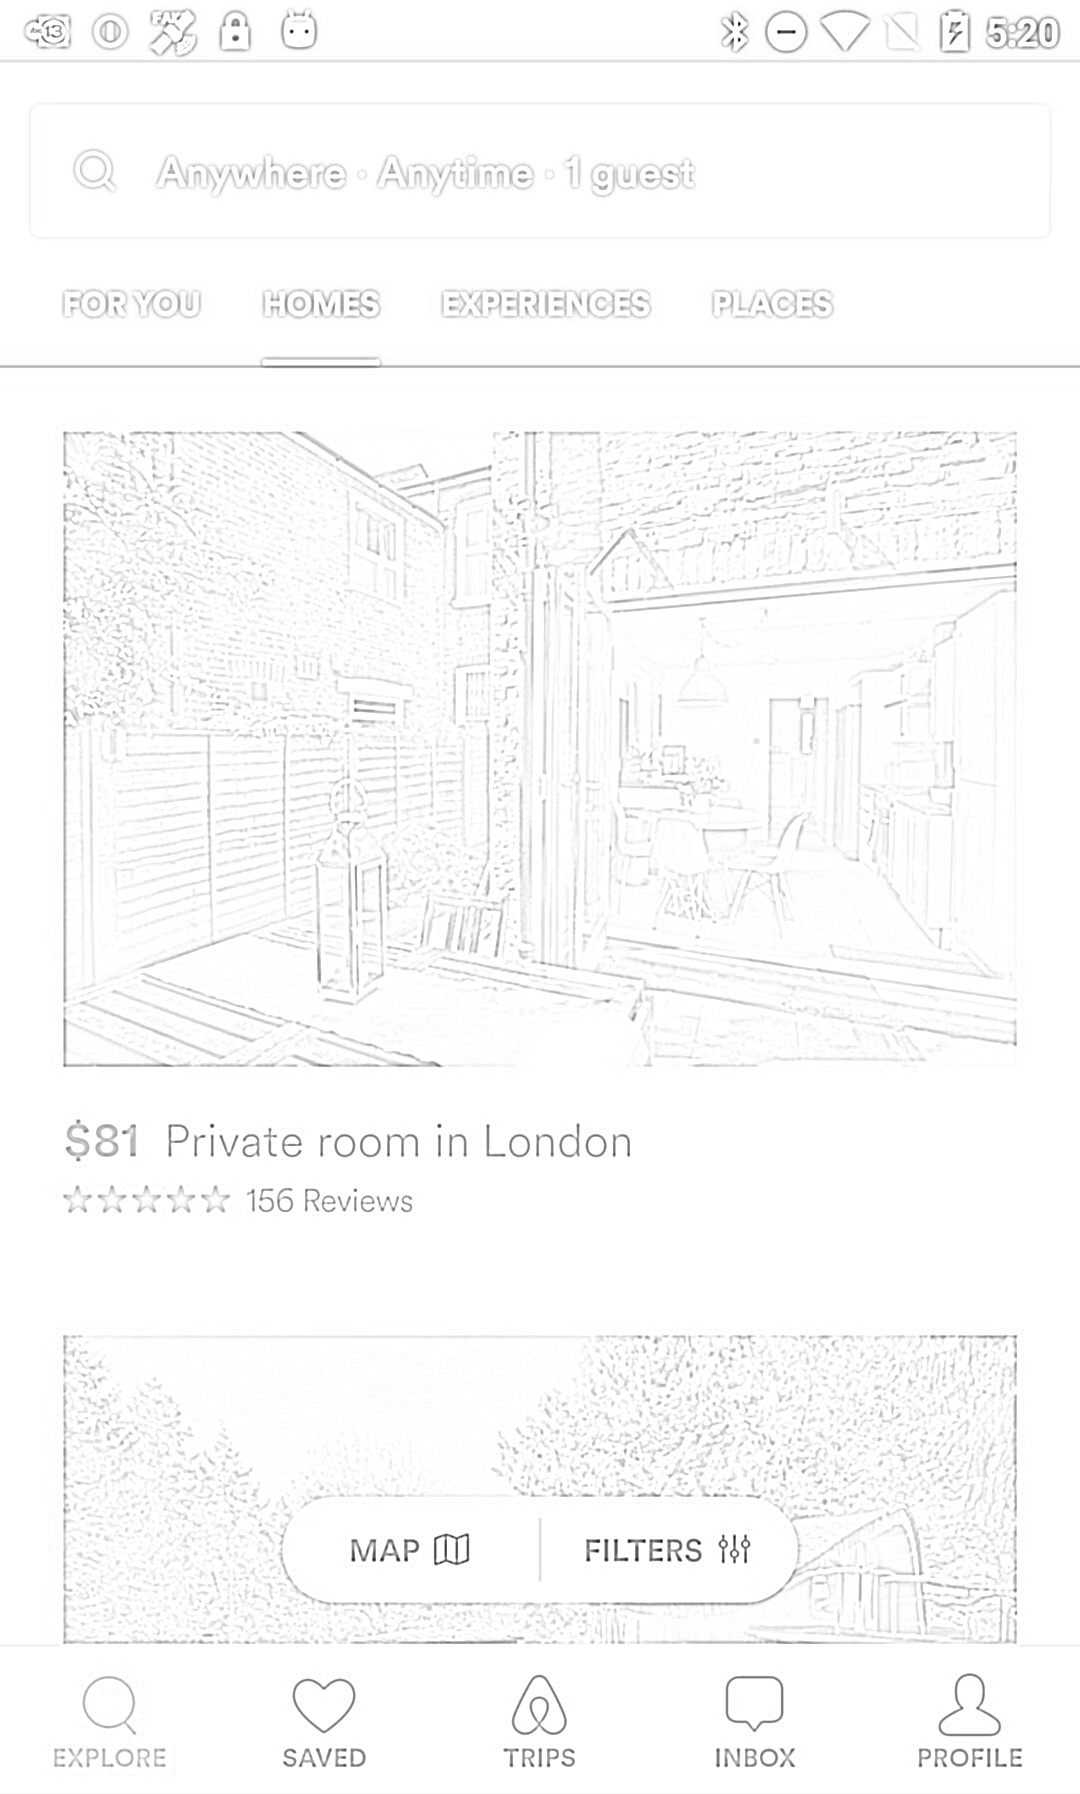 5:20
Anywhere · Anytime · 1 guest
FOR YOU HOMES EXPERIENCES PLACES
$81 Private room in London
156 Reviews
MAP FILTERS
EXPLORE SAVED TRIPS INBOX PROFILE